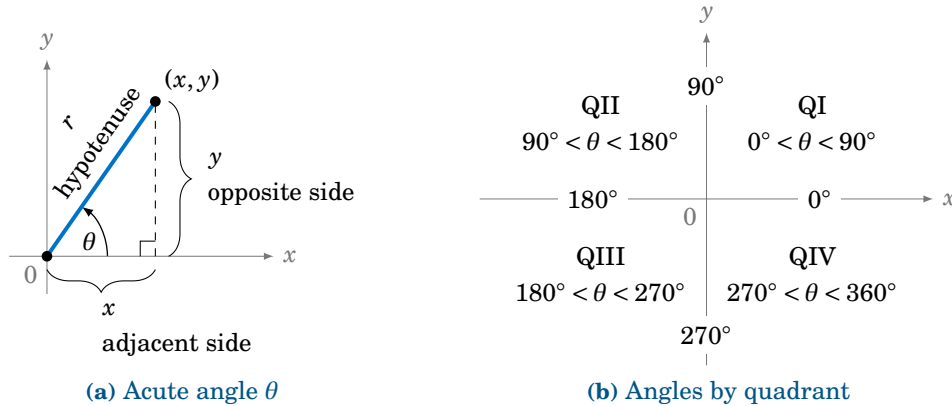 y
(x, y)
r
hypotenuse
y
opposite side
θ
x
0
x
adjacent side
(a) Acute angle θ
y
90°
QII
QI
90° < θ < 180°
0° < θ < 90°
180°
0°
x
0
QIII
QIV
180° < θ < 270°
270° < θ < 360°
270°
(b) Angles by quadrant